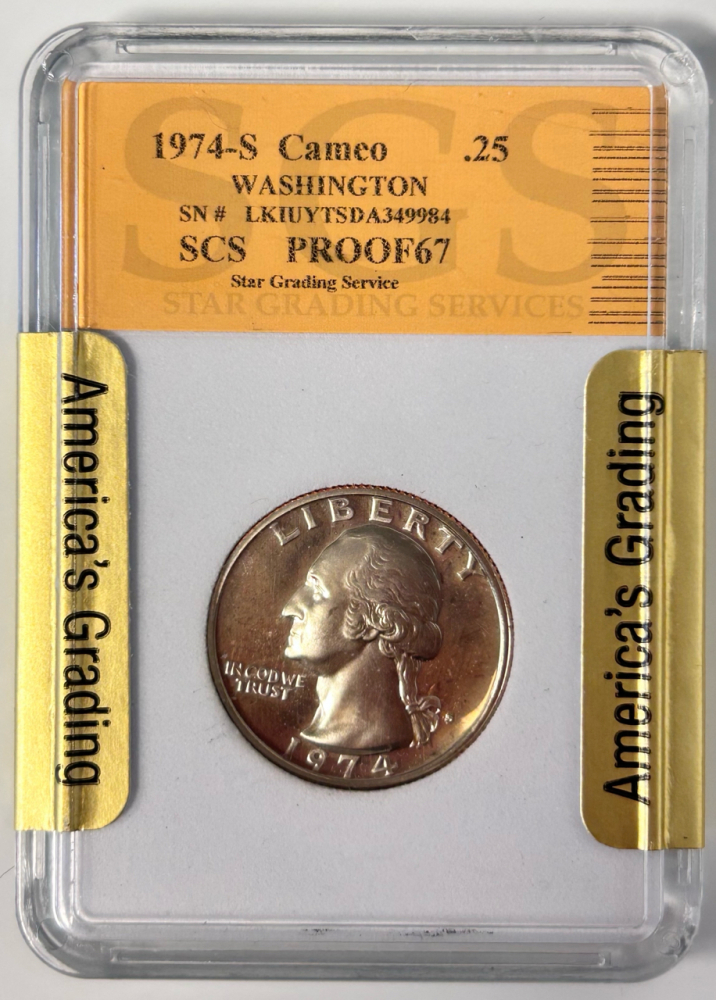 SGS
1974-S Cameo .25
WASHINGTON
SN # LKIUYTSDA349984
SCS PROOF67
Star Grading Service
STAR GRADING SERVICES
America's Grading
America's Grading
LIBERTY
IN GOD WE
TRUST
S
1974